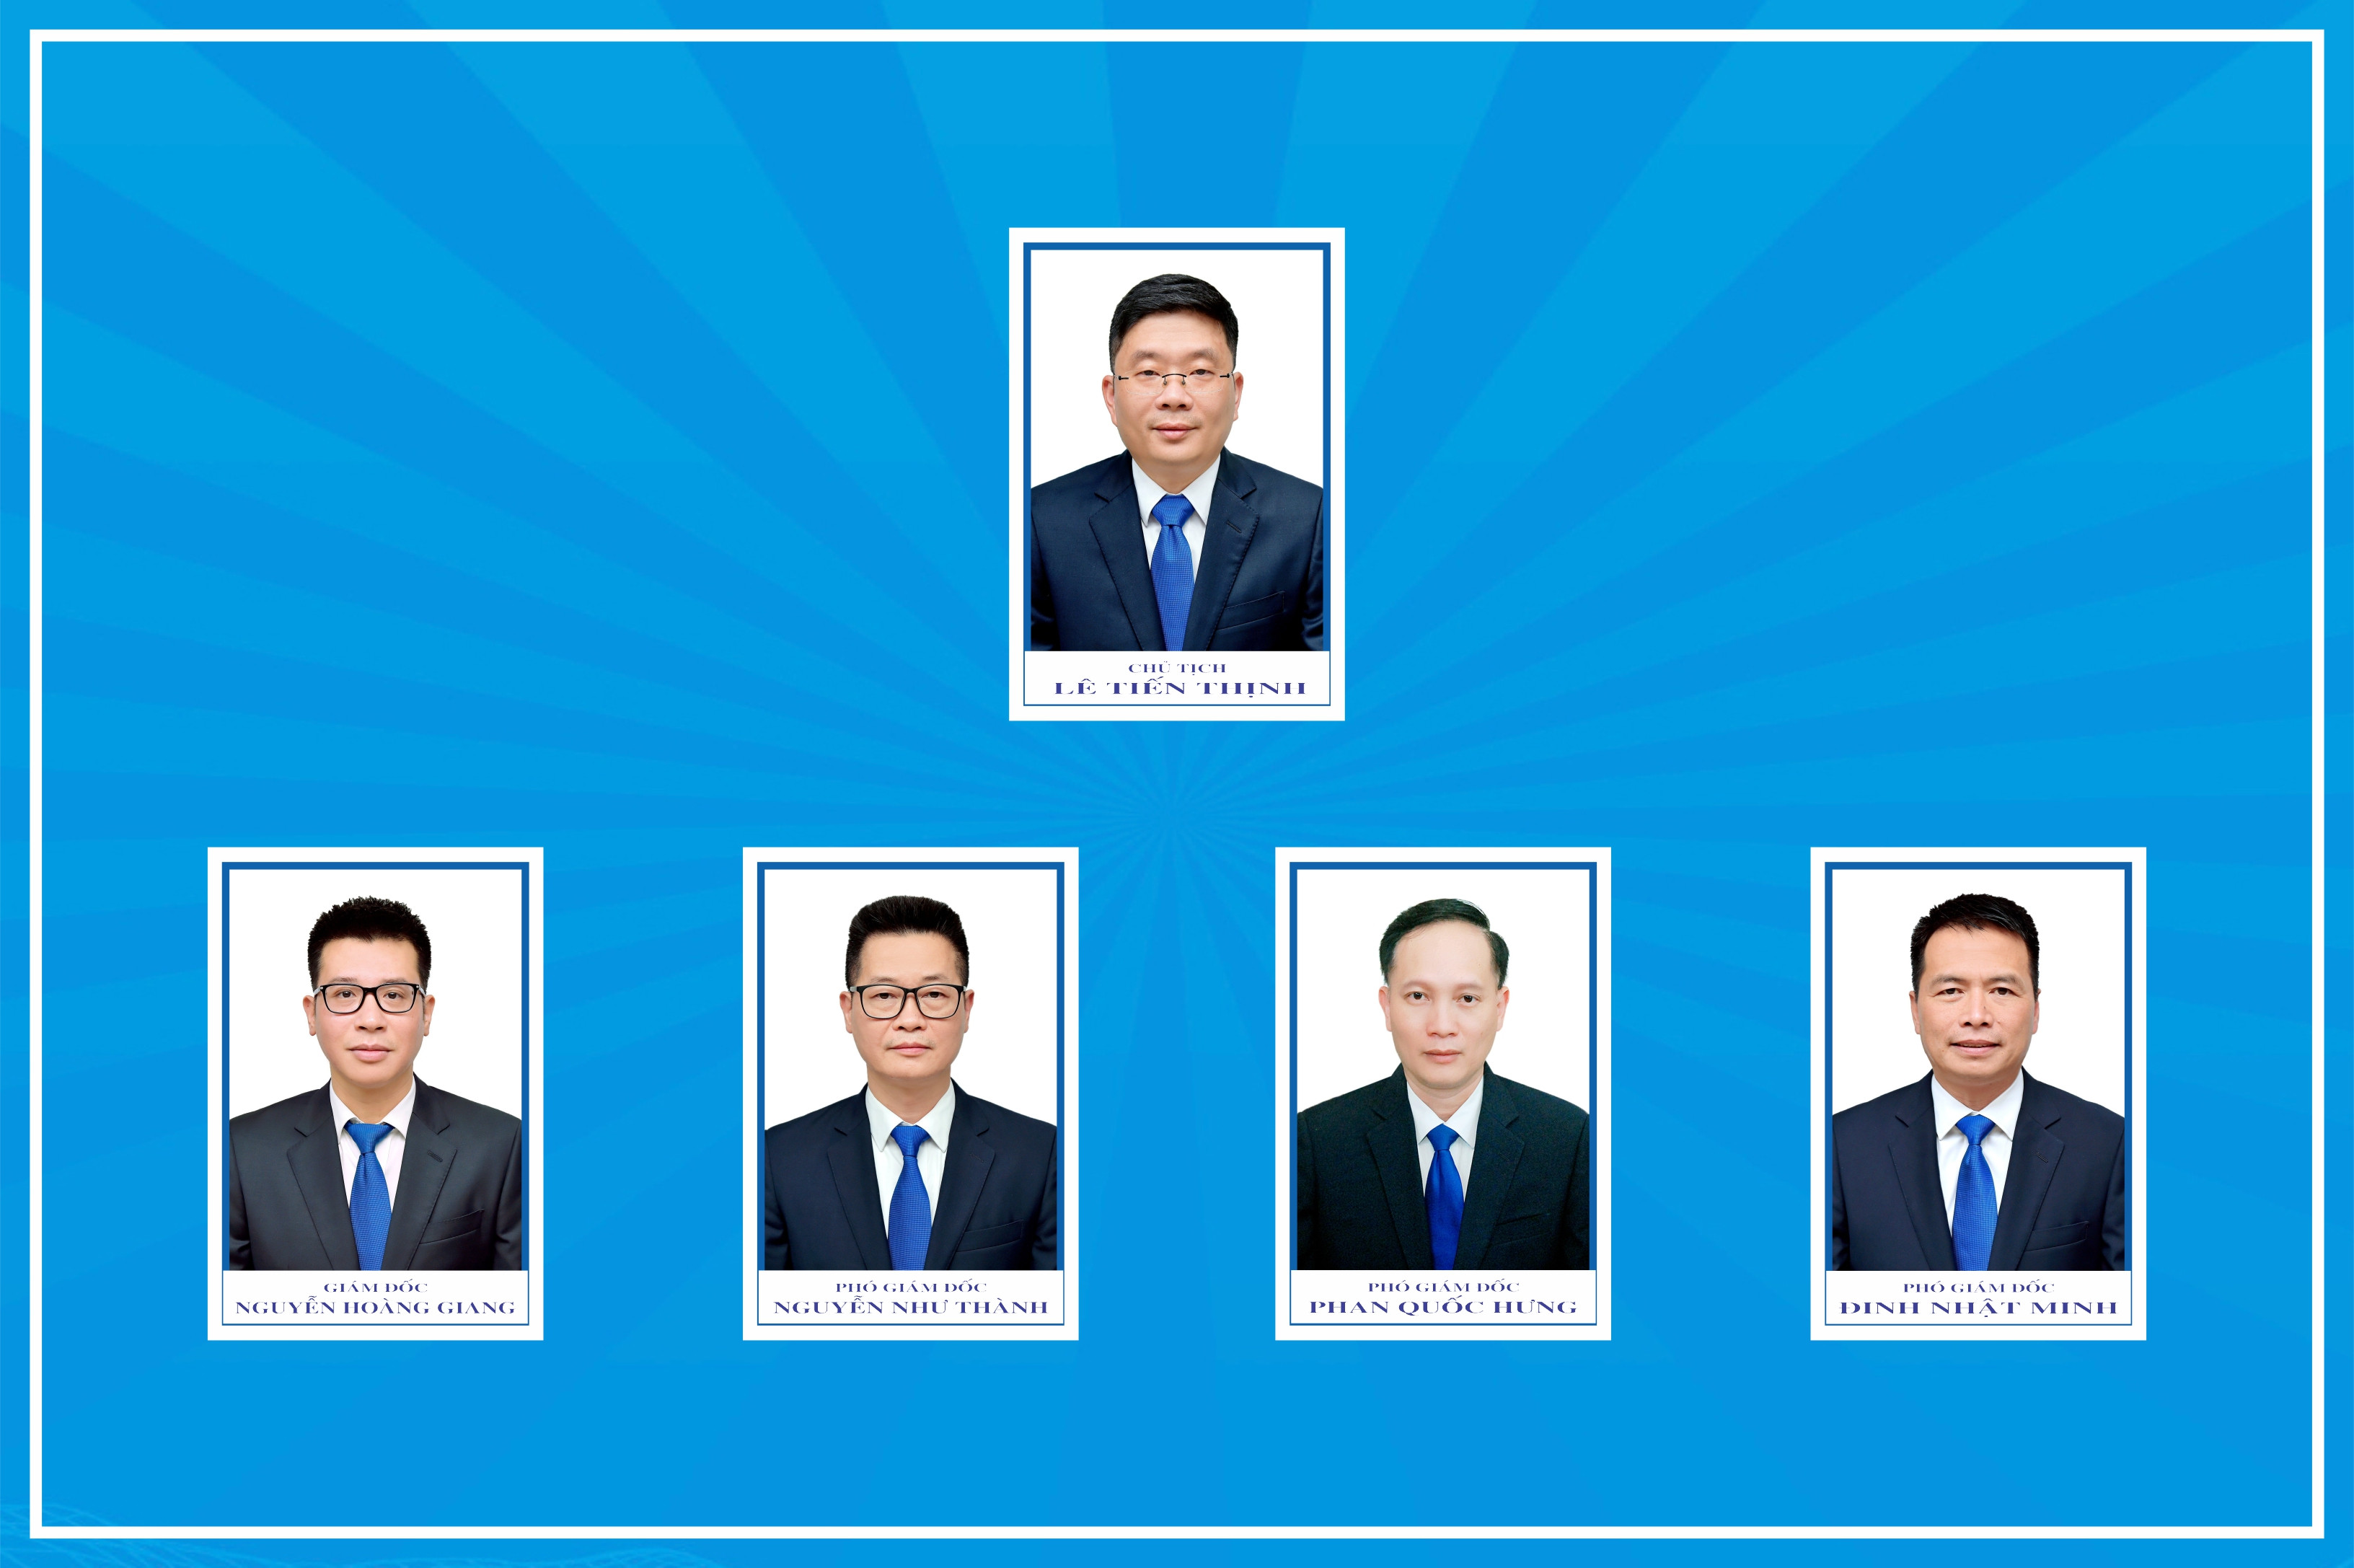 CHỦ TỊCH
LÊ TIẾN THỊNH
GIÁM ĐỐC
NGUYỄN HOÀNG GIANG
PHÓ GIÁM ĐỐC
NGUYỄN NHƯ THÀNH
PHÓ GIÁM ĐỐC
PHAN QUỐC HƯNG
PHÓ GIÁM ĐỐC
ĐINH NHẬT MINH